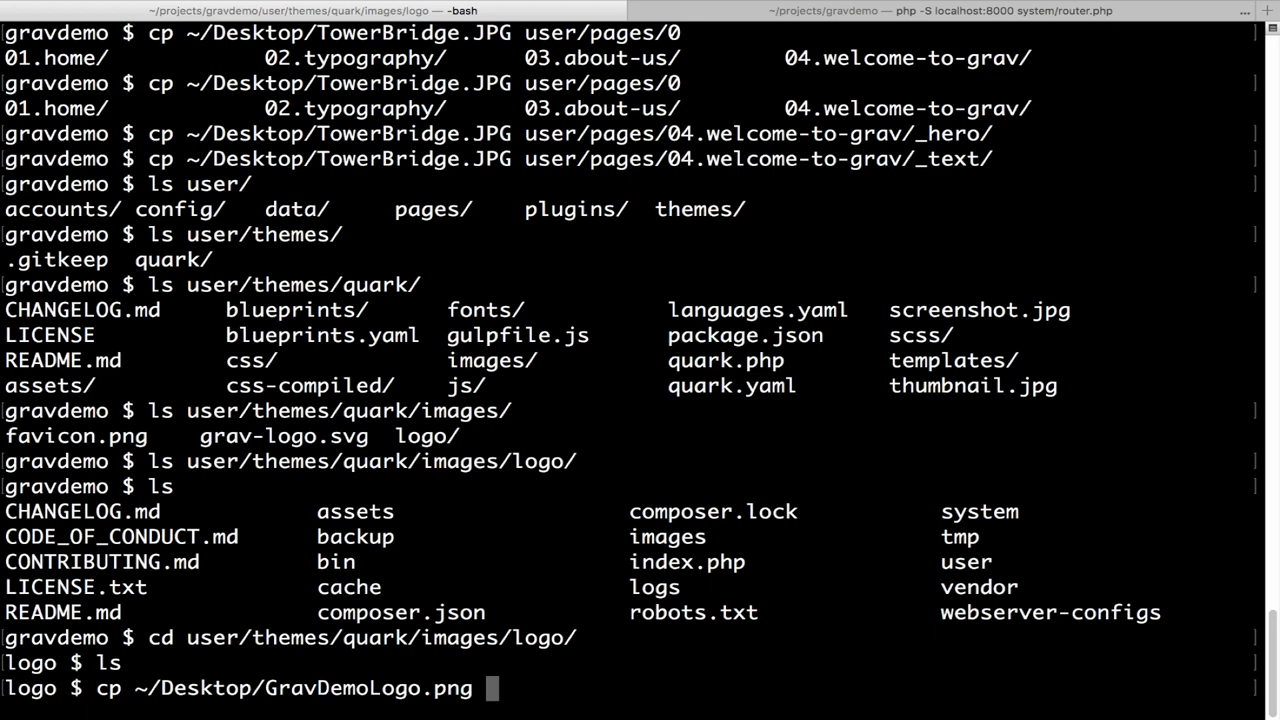 ~/projects/gravdemo/user/themes/quark/images/logo — -bash
~/projects/gravdemo — php -S localhost:8000 system/router.php ... +
[gravdemo $ cp ~/Desktop/TowerBridge.JPG user/pages/0 ]
01.home/ 02.typography/ 03.about-us/ 04.welcome-to-grav/
[gravdemo $ cp ~/Desktop/TowerBridge.JPG user/pages/0 ]
01.home/ 02.typography/ 03.about-us/ 04.welcome-to-grav/
[gravdemo $ cp ~/Desktop/TowerBridge.JPG user/pages/04.welcome-to-grav/_hero/ ]
[gravdemo $ cp ~/Desktop/TowerBridge.JPG user/pages/04.welcome-to-grav/_text/ ]
[gravdemo $ ls user/ ]
accounts/ config/ data/ pages/ plugins/ themes/
[gravdemo $ ls user/themes/ ]
.gitkeep quark/
[gravdemo $ ls user/themes/quark/ ]
CHANGELOG.md blueprints/ fonts/ languages.yaml screenshot.jpg
LICENSE blueprints.yaml gulpfile.js package.json scss/
README.md css/ images/ quark.php templates/
assets/ css-compiled/ js/ quark.yaml thumbnail.jpg
[gravdemo $ ls user/themes/quark/images/ ]
favicon.png grav-logo.svg logo/
[gravdemo $ ls user/themes/quark/images/logo/ ]
[gravdemo $ ls ]
CHANGELOG.md assets composer.lock system
CODE_OF_CONDUCT.md backup images tmp
CONTRIBUTING.md bin index.php user
LICENSE.txt cache logs vendor
README.md composer.json robots.txt webserver-configs
[gravdemo $ cd user/themes/quark/images/logo/ ]
[logo $ ls ]
[logo $ cp ~/Desktop/GravDemoLogo.png ]